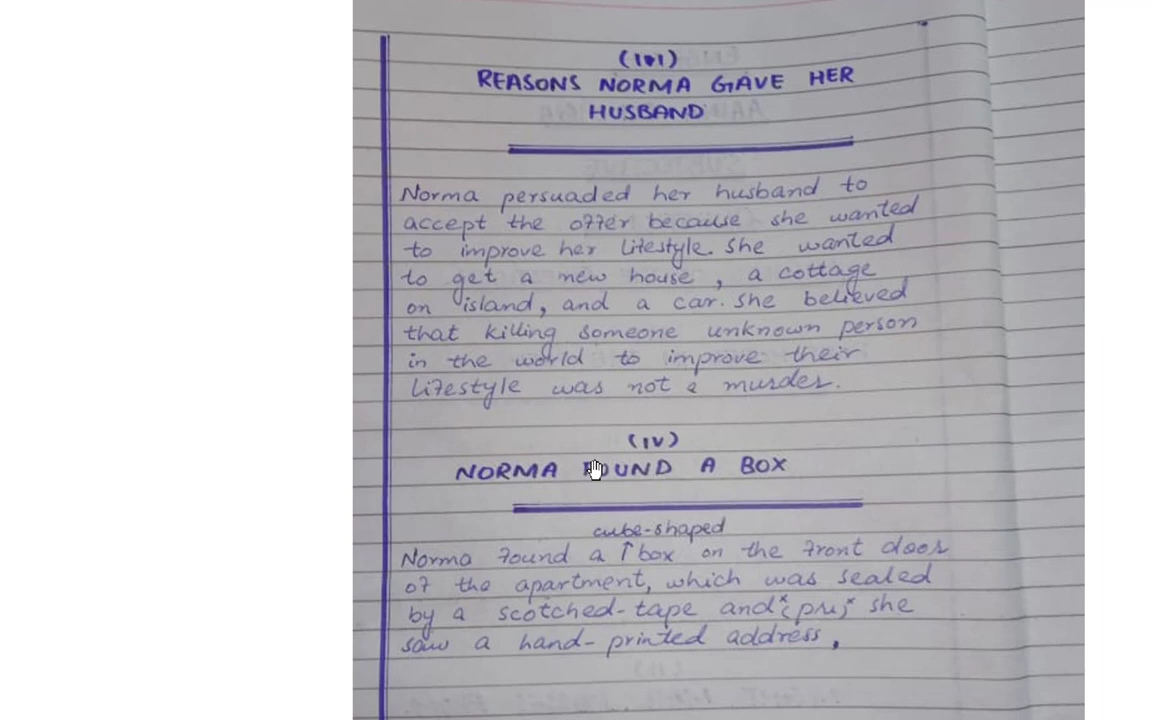 (iii)
REASONS NORMA GAVE HER
HUSBAND
Norma persuaded her husband to
accept the offer because she wanted
to improve her lifestyle. She wanted
to get a new house, a cottage
on island, and a car. She believed
that killing someone unknown person
in the world to improve their
lifestyle was not a murder.
(iv)
NORMA FOUND A BOX
cube-shaped
Norma found a ↑ box on the front door
of the apartment, which was sealed
by a scotched-tape and she
saw a hand-printed address.